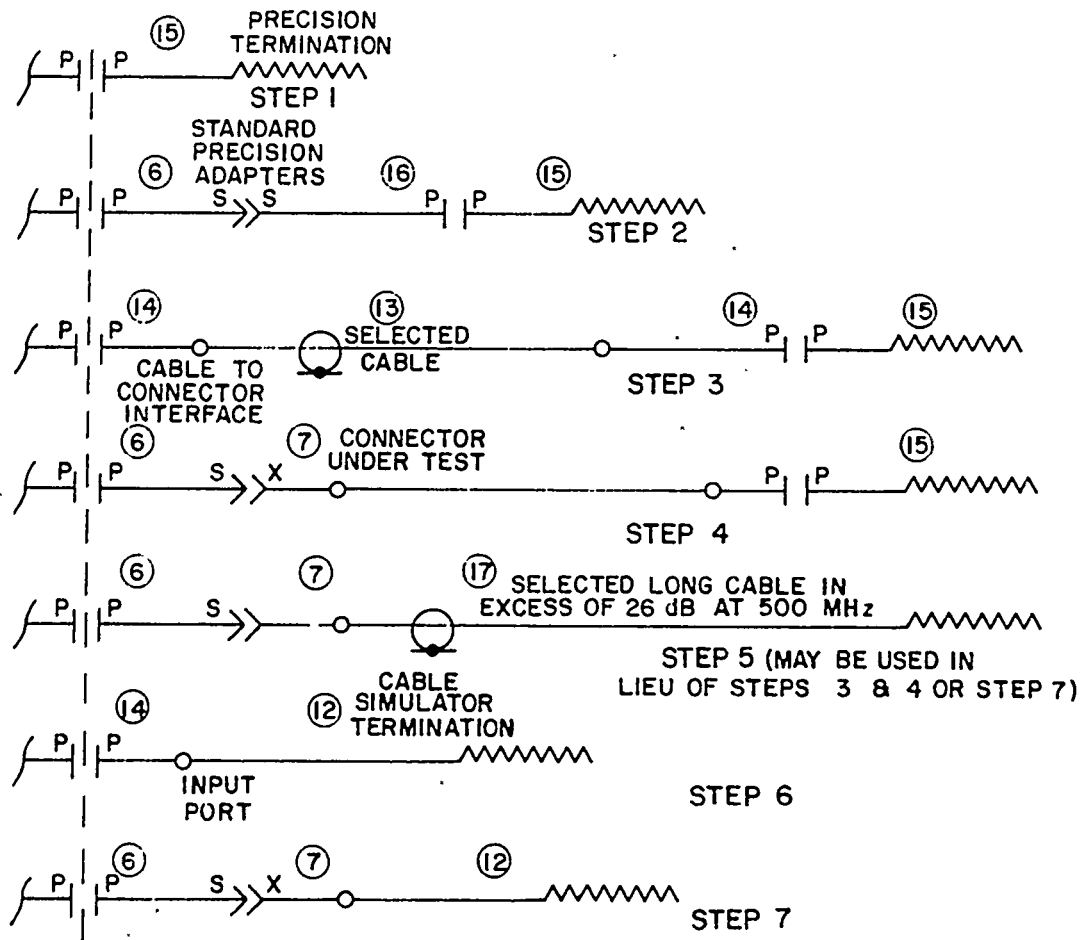 ⑮ PRECISION
TERMINATION
P P
STEP 1
STANDARD
PRECISION
ADAPTERS
⑥ ⑯ ⑮
P P S S P P
STEP 2
⑭ ⑬ ⑭ ⑮
P P SELECTED P P
CABLE
CABLE TO
CONNECTOR
INTERFACE
STEP 3
⑥ ⑦ CONNECTOR
UNDER TEST ⑮
P P S X P P
STEP 4
⑥ ⑦ ⑰ SELECTED LONG CABLE IN
EXCESS OF 26 dB AT 500 MHz
P P S
STEP 5 (MAY BE USED IN
LIEU OF STEPS 3 & 4 OR STEP 7)
CABLE
SIMULATOR
TERMINATION
⑭ ⑫
P P
INPUT
PORT
STEP 6
⑥ ⑦ ⑫
P P S X
STEP 7